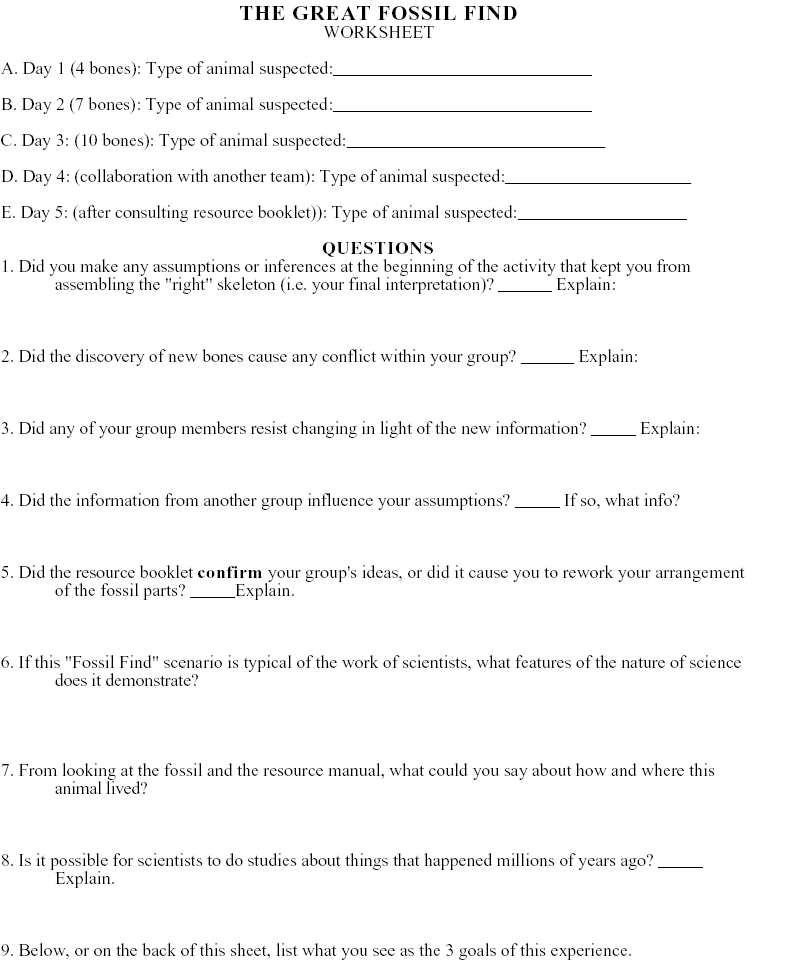 THE GREAT FOSSIL FIND
WORKSHEET
A. Day 1 (4 bones): Type of animal suspected:_____________________________
B. Day 2 (7 bones): Type of animal suspected:_____________________________
C. Day 3: (10 bones): Type of animal suspected:_____________________________
D. Day 4: (collaboration with another team): Type of animal suspected:_____________________
E. Day 5: (after consulting resource booklet)): Type of animal suspected:___________________
QUESTIONS
1. Did you make any assumptions or inferences at the beginning of the activity that kept you from
assembling the "right" skeleton (i.e. your final interpretation)? ______ Explain:
2. Did the discovery of new bones cause any conflict within your group? ______ Explain:
3. Did any of your group members resist changing in light of the new information? _____ Explain:
4. Did the information from another group influence your assumptions? _____ If so, what info?
5. Did the resource booklet confirm your group's ideas, or did it cause you to rework your arrangement
of the fossil parts? _____Explain.
6. If this "Fossil Find" scenario is typical of the work of scientists, what features of the nature of science
does it demonstrate?
7. From looking at the fossil and the resource manual, what could you say about how and where this
animal lived?
8. Is it possible for scientists to do studies about things that happened millions of years ago? _____
Explain.
9. Below, or on the back of this sheet, list what you see as the 3 goals of this experience.